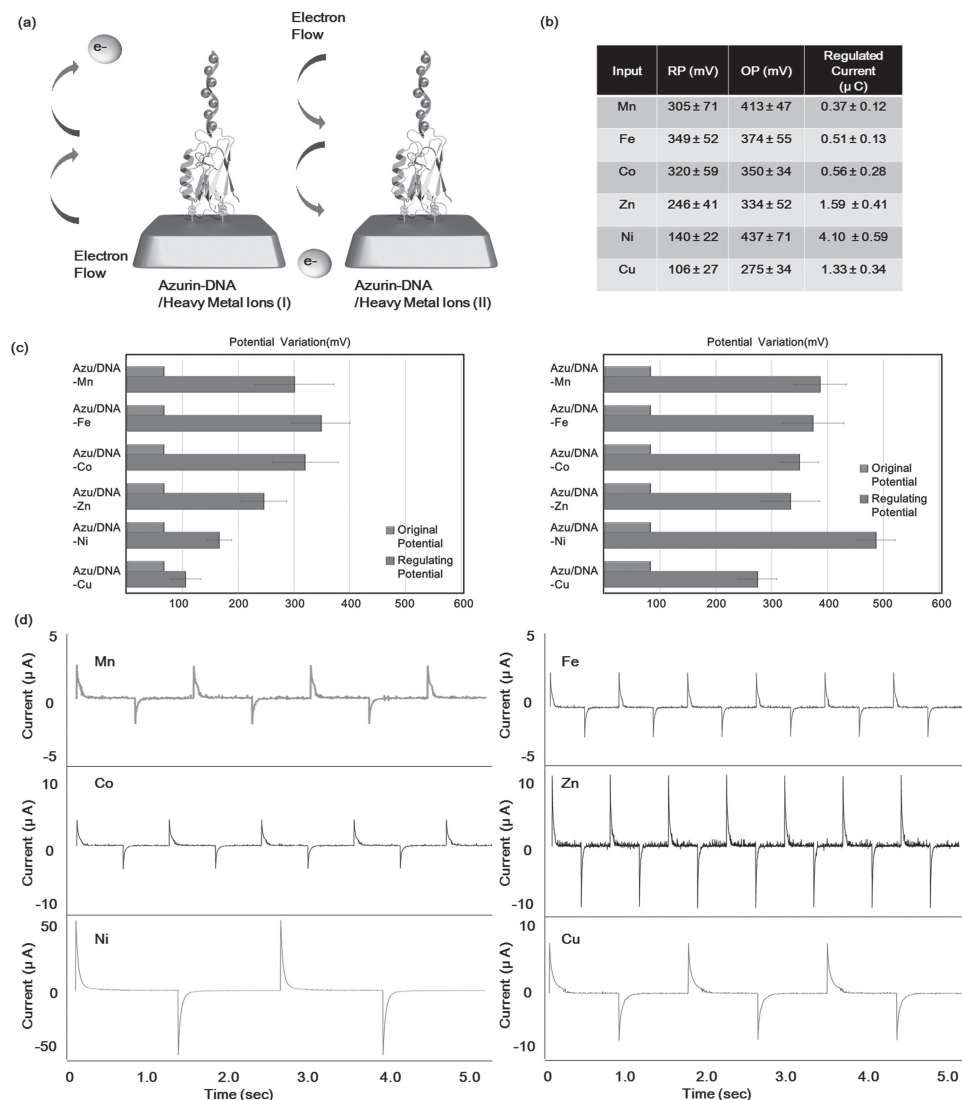 (a)
e-
Electron
Flow
Electron
Flow
e-
Azurin-DNA
/Heavy Metal Ions (I)
Azurin-DNA
/Heavy Metal Ions (II)
(b)
Input RP (mV) OP (mV) Regulated Current (μ C)
Mn 305± 71 413± 47 0.37± 0.12
Fe 349± 52 374± 55 0.51± 0.13
Co 320± 59 350± 34 0.56± 0.28
Zn 246± 41 334± 52 1.59 ±0.41
Ni 140± 22 437± 71 4.10 ±0.59
Cu 106± 27 275± 34 1.33± 0.34
(c)
Potential Variation(mV)
Azu/DNA
-Mn
Azu/DNA
-Fe
Azu/DNA
-Co
Azu/DNA
-Zn
Azu/DNA
-Ni
Azu/DNA
-Cu
Original
Potential
Regulating
Potential
100 200 300 400 500 600
Potential Variation(mV)
Azu/DNA
-Mn
Azu/DNA
-Fe
Azu/DNA
-Co
Azu/DNA
-Zn
Azu/DNA
-Ni
Azu/DNA
-Cu
Original
Potential
Regulating
Potential
100 200 300 400 500 600
(d)
Mn
5
0
-5
Current (μ A)
Fe
5
0
-5
Current (μ A)
Co
10
0
-10
Current (μ A)
Zn
10
0
-10
Current (μ A)
Ni
50
0
-50
Current (μ A)
0 1.0 2.0 3.0 4.0 5.0
Time (sec)
Cu
10
0
-10
Current (μ A)
0 1.0 2.0 3.0 4.0 5.0
Time (sec)